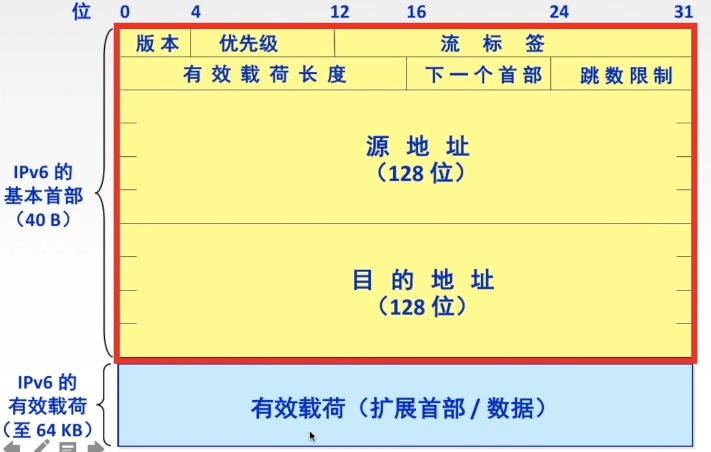 位 0 4 12 16 24 31
版本 优先级 流标签
有效载荷长度 下一个首部 跳数限制
源地址
（128 位）
IPv6 的
基本首部
（40 B）
目的地址
（128 位）
IPv6 的
有效载荷
（至 64 KB）
有效载荷（扩展首部 / 数据）